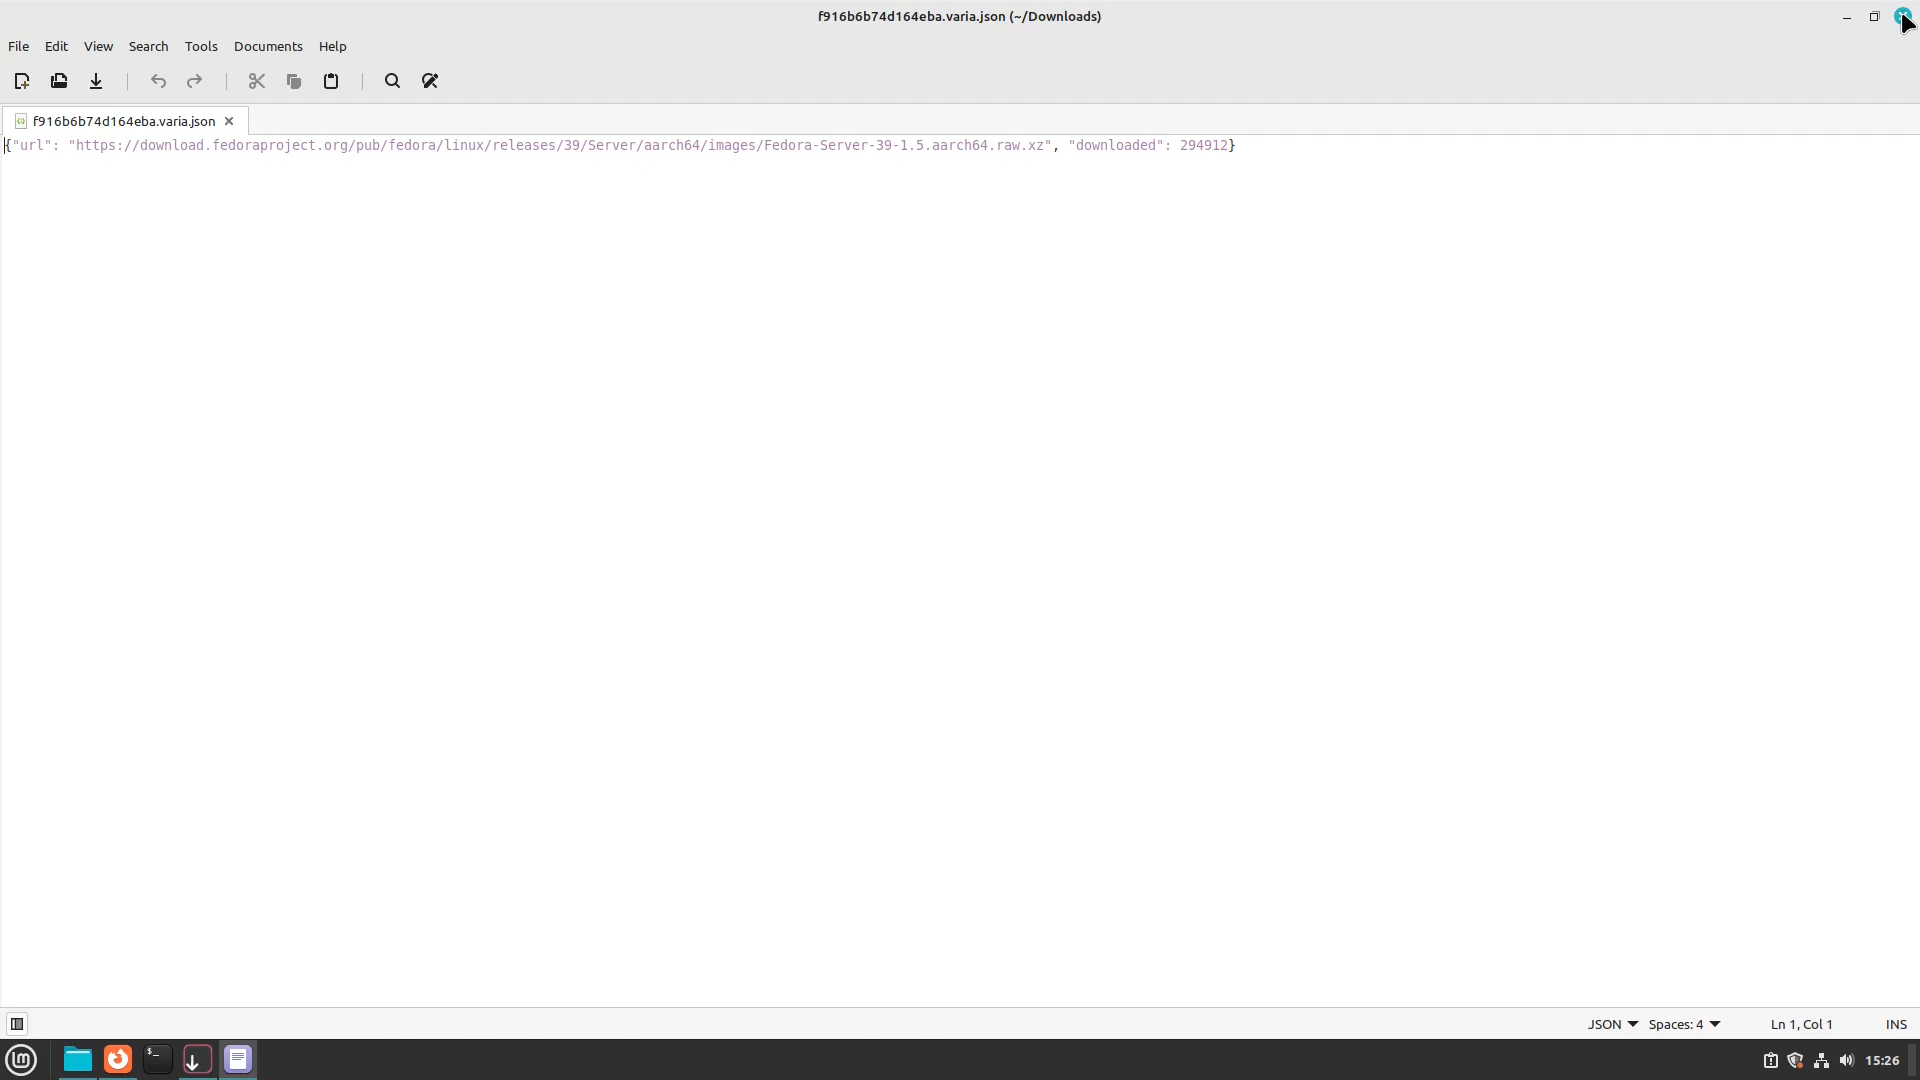 f916b6b74d164eba.varia.json (~/Downloads)
File Edit View Search Tools Documents Help
f916b6b74d164eba.varia.json
{"url": "https://download.fedoraproject.org/pub/fedora/linux/releases/39/Server/aarch64/images/Fedora-Server-39-1.5.aarch64.raw.xz", "downloaded": 294912}
JSON Spaces: 4 Ln 1, Col 1 INS
$_ 15:26